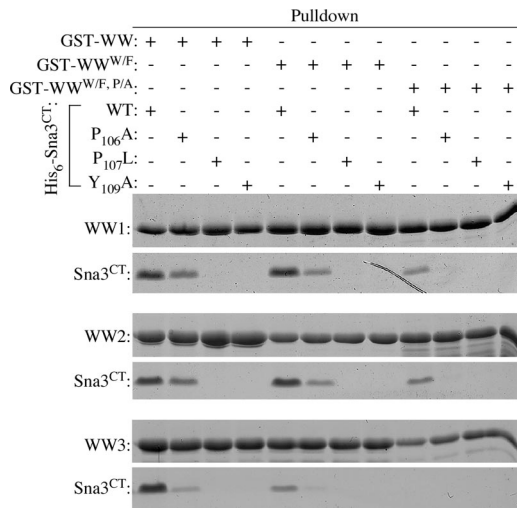 Pulldown
GST-WW: + + + + - - - - - - - -
GST-WW^W/F: - - - - + + + + - - - -
GST-WW^W/F, P/A: - - - - - - - - + + + +
His6-Sna3^CT:
WT: + - - - + - - - + - - -
P106A: - + - - - + - - - + - -
P107L: - - + - - - + - - - + -
Y109A: - - - + - - - + - - - +
WW1:
Sna3^CT:
WW2:
Sna3^CT:
WW3:
Sna3^CT: